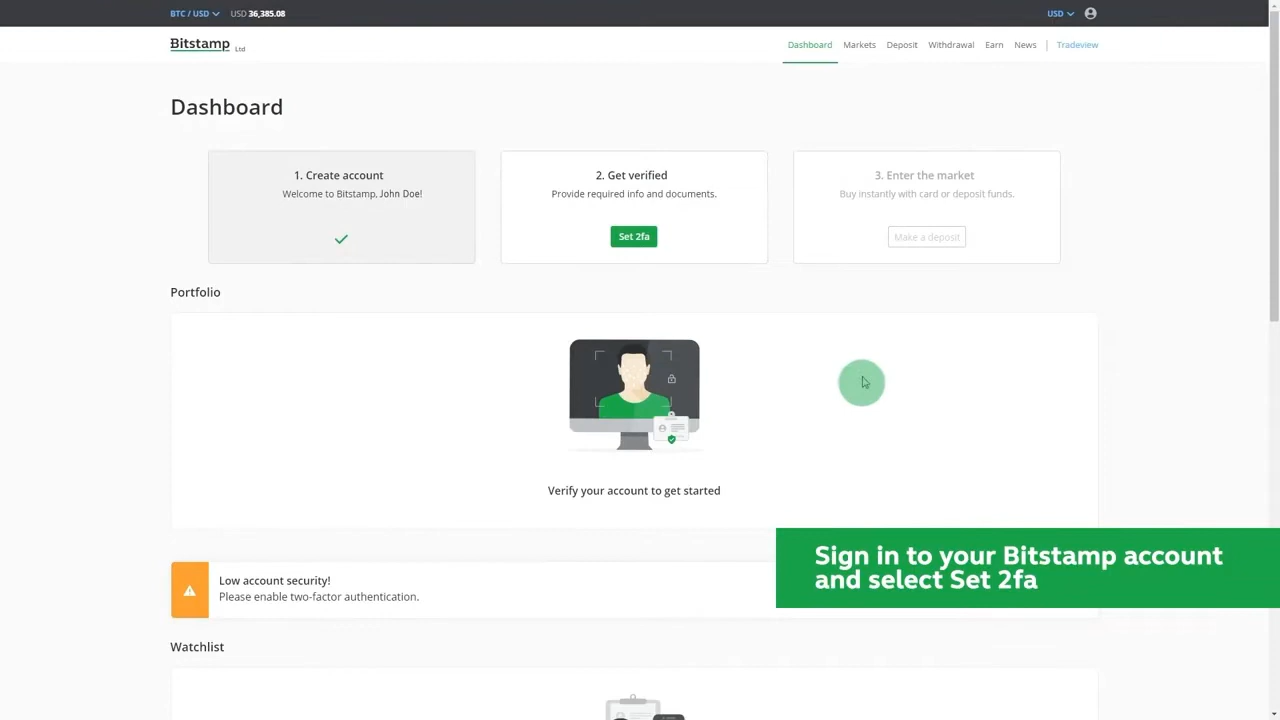 BTC / USD USD 36,385.08 USD
Bitstamp Ltd Dashboard Markets Deposit Withdrawal Earn News | Tradeview
Dashboard
1. Create account
Welcome to Bitstamp, John Doe!
2. Get verified
Provide required info and documents.
Set 2fa
3. Enter the market
Buy instantly with card or deposit funds.
Make a deposit
Portfolio
Verify your account to get started
Low account security!
Please enable two-factor authentication.
Sign in to your Bitstamp account
and select Set 2fa
Watchlist